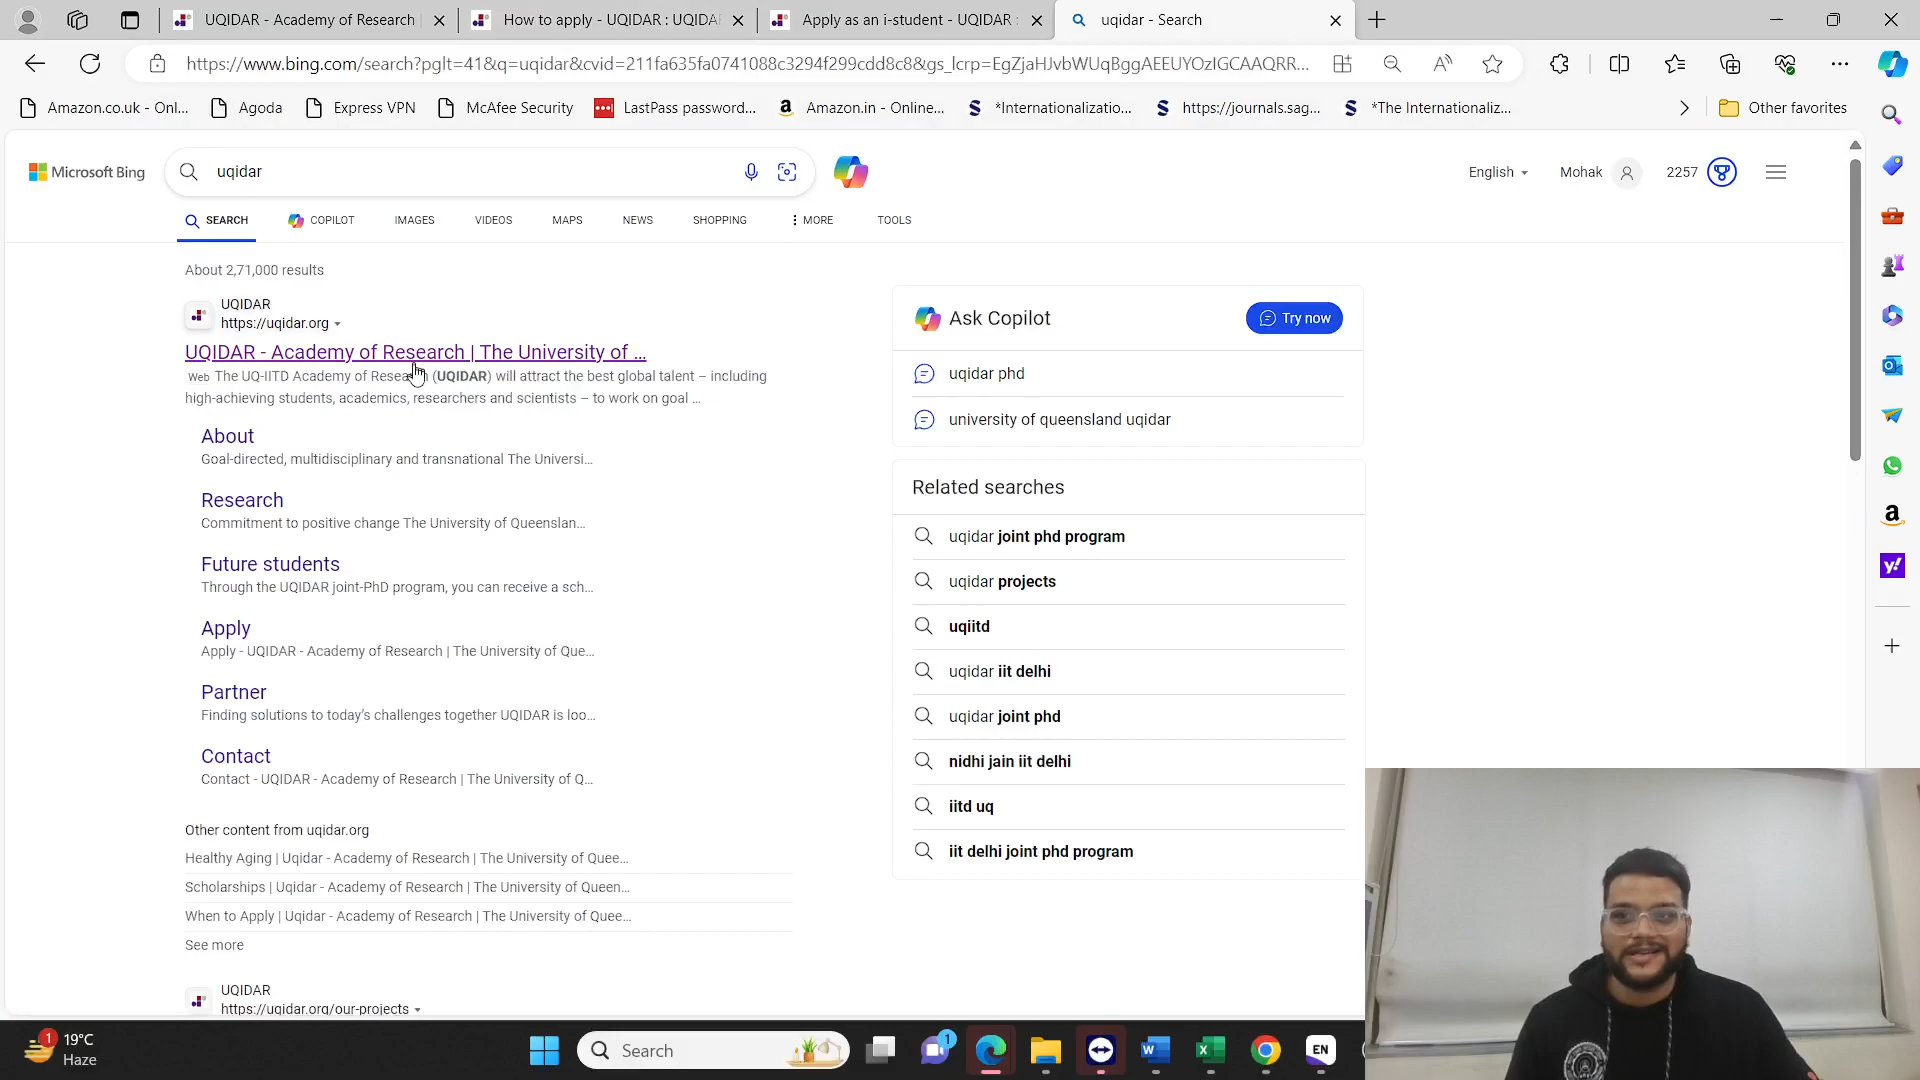 UQIDAR - Academy of Research
How to apply - UQIDAR : UQIDA
Apply as an i-student - UQIDAR :
uqidar - Search
https://www.bing.com/search?pglt=41&q=uqidar&cvid=211fa635fa0741088c3294f299cdd8c8&gs_lcrp=EgZjaHJvbWUqBggAEEUYOzIGCAAQRR...
Amazon.co.uk - Onl...
Agoda
Express VPN
McAfee Security
LastPass password...
Amazon.in - Online...
*Internationalizatio...
https://journals.sag...
*The Internationaliz...
Other favorites
Microsoft Bing
uqidar
English
Mohak
2257
SEARCH
COPILOT
IMAGES
VIDEOS
MAPS
NEWS
SHOPPING
MORE
TOOLS
About 2,71,000 results
UQIDAR
https://uqidar.org
UQIDAR - Academy of Research | The University of ...
Web The UQ-IITD Academy of Research (UQIDAR) will attract the best global talent – including
high-achieving students, academics, researchers and scientists – to work on goal ...
About
Goal-directed, multidisciplinary and transnational The Universi...
Research
Commitment to positive change The University of Queenslan...
Future students
Through the UQIDAR joint-PhD program, you can receive a sch...
Apply
Apply - UQIDAR - Academy of Research | The University of Que...
Partner
Finding solutions to today's challenges together UQIDAR is loo...
Contact
Contact - UQIDAR - Academy of Research | The University of Q...
Other content from uqidar.org
Healthy Aging | Uqidar - Academy of Research | The University of Quee...
Scholarships | Uqidar - Academy of Research | The University of Queen...
When to Apply | Uqidar - Academy of Research | The University of Quee...
See more
UQIDAR
https://uqidar.org/our-projects
Ask Copilot
Try now
uqidar phd
university of queensland uqidar
Related searches
uqidar joint phd program
uqidar projects
uqiitd
uqidar iit delhi
uqidar joint phd
nidhi jain iit delhi
iitd uq
iit delhi joint phd program
1
19°C
Haze
Search
1
EN